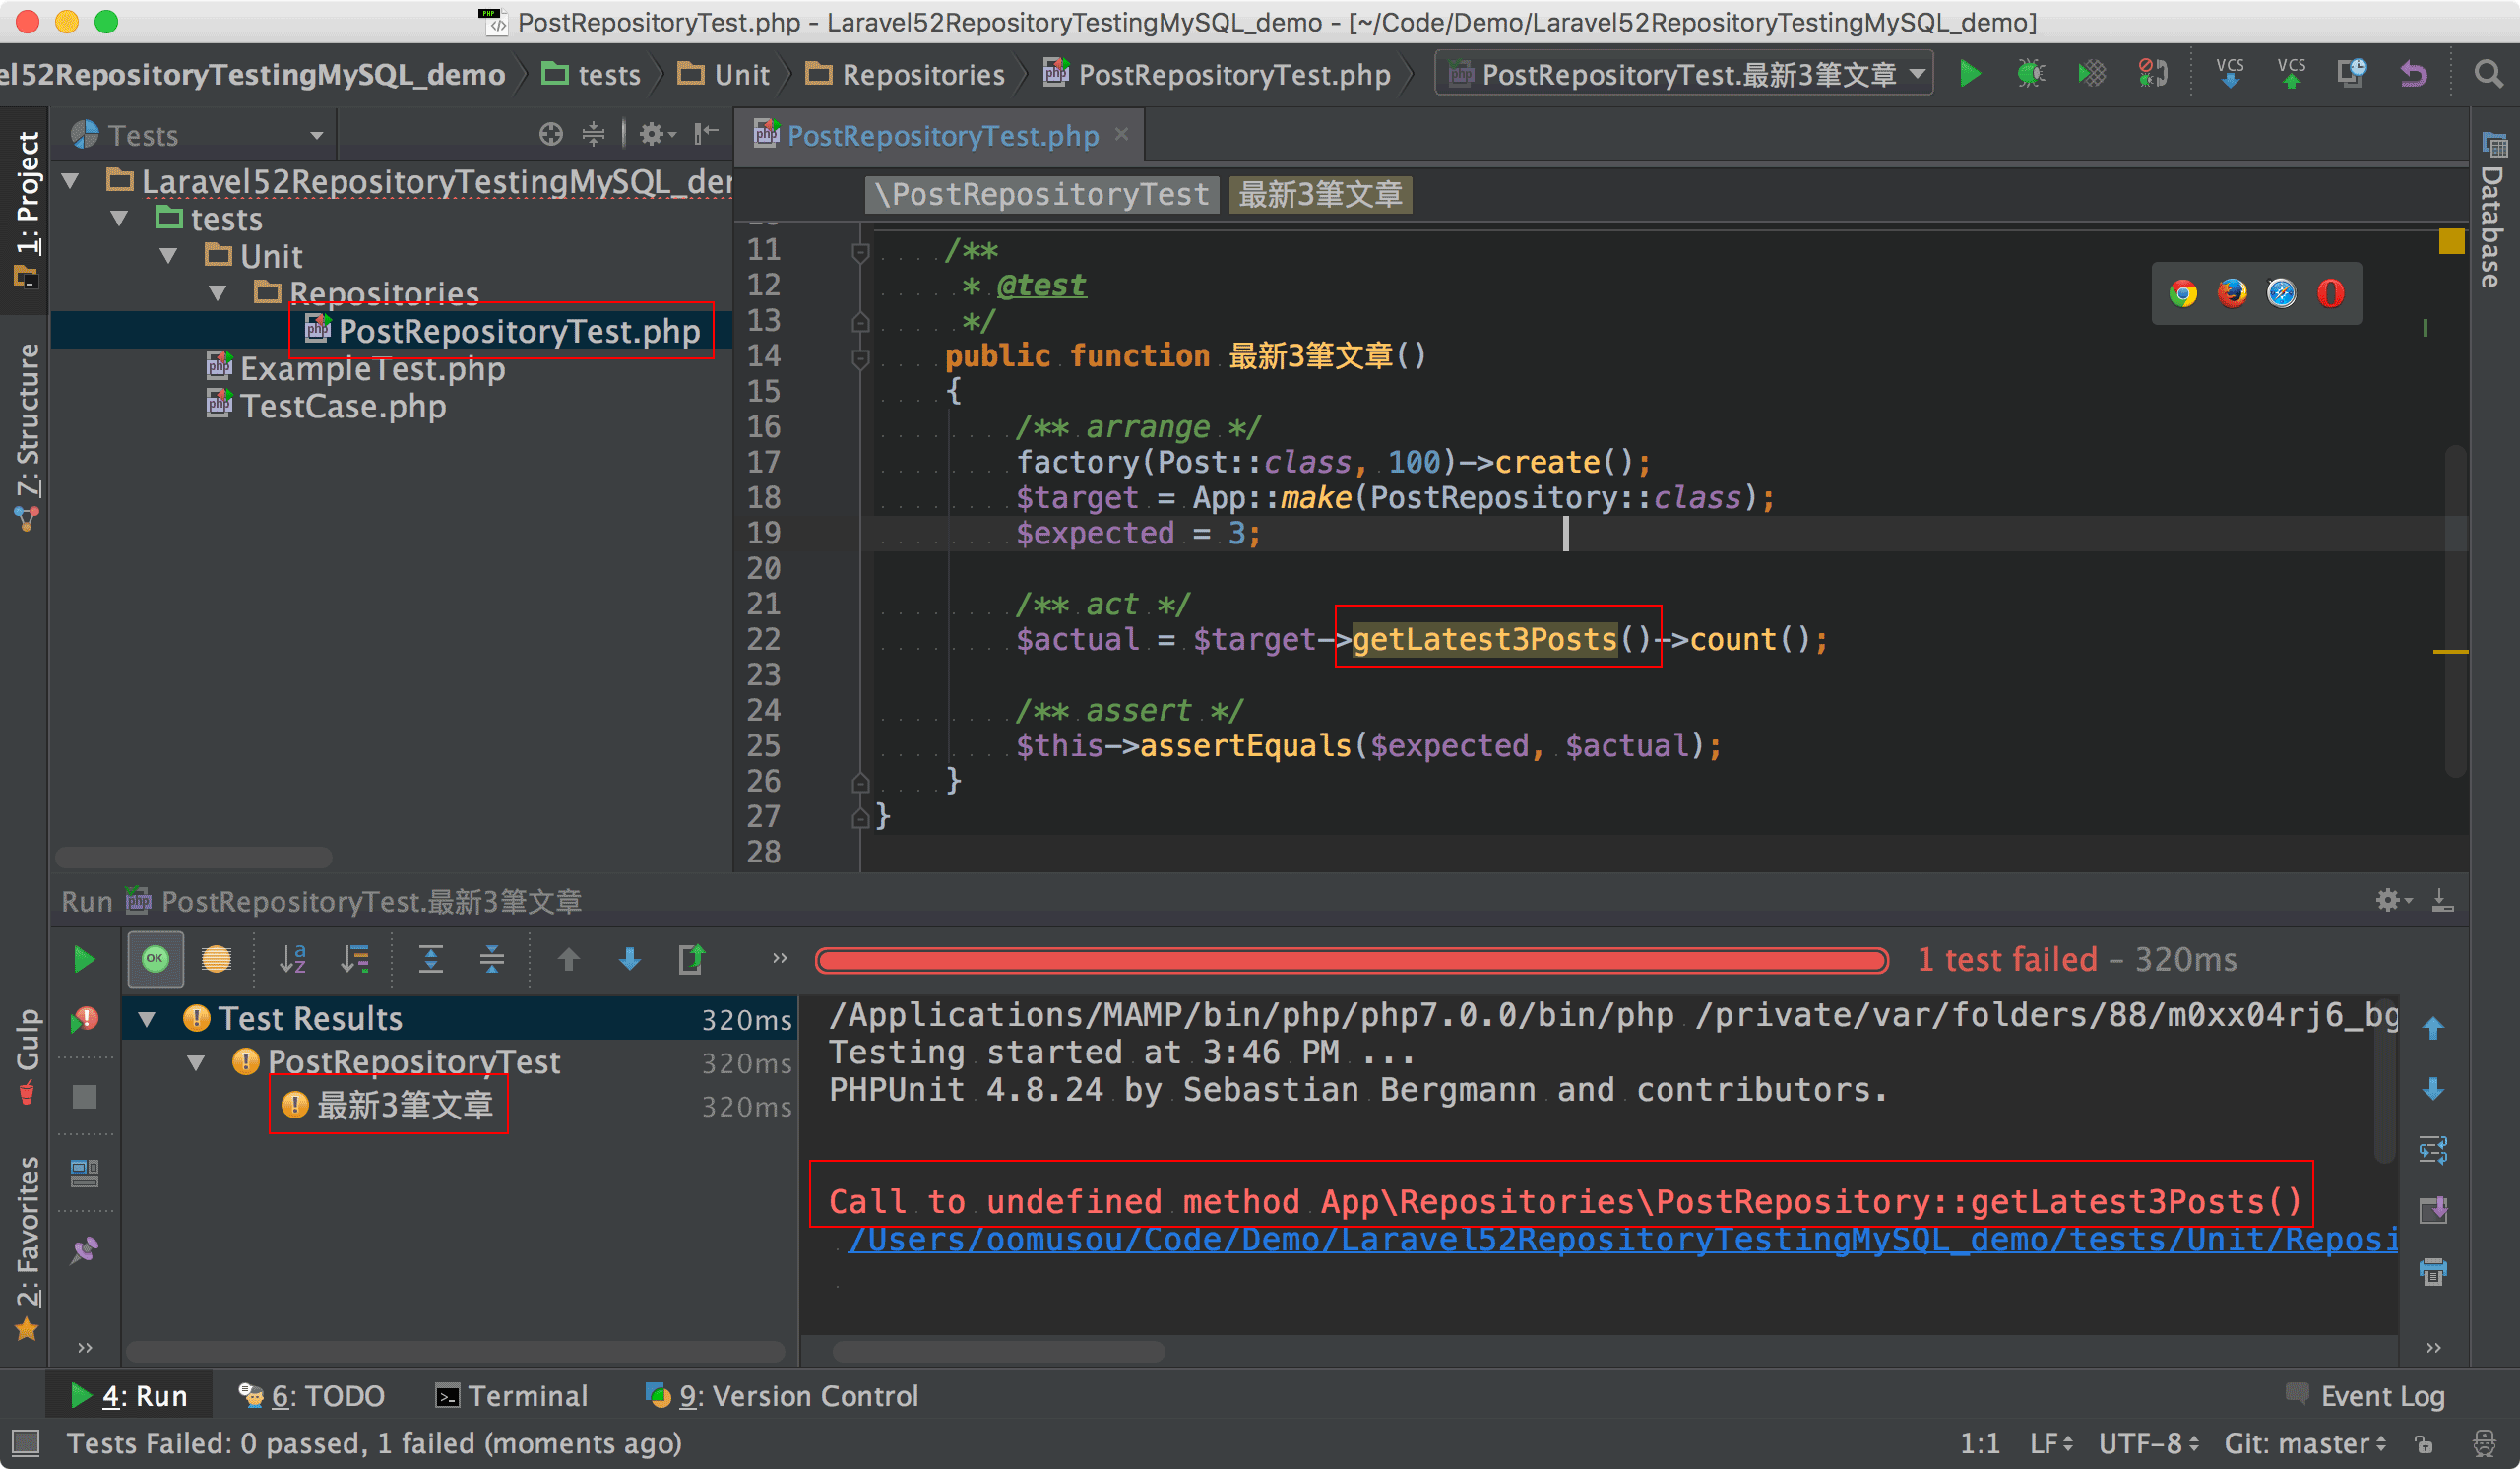 PostRepositoryTest.php - Laravel52RepositoryTestingMySQL_demo - [~/Code/Demo/Laravel52RepositoryTestingMySQL_demo]
el52RepositoryTestingMySQL_demo tests Unit Repositories PostRepositoryTest.php PostRepositoryTest.最新3筆文章 VCS VCS
1: Project
7: Structure
Gulp
2: Favorites
Database
Tests
Laravel52RepositoryTestingMySQL_der
tests
Unit
Repositories
PostRepositoryTest.php
ExampleTest.php
TestCase.php
PostRepositoryTest.php
\PostRepositoryTest 最新3筆文章
11 /**
12 * @test
13 */
14 public function 最新3筆文章()
15 {
16 /** arrange */
17 factory(Post::class, 100)->create();
18 $target = App::make(PostRepository::class);
19 $expected = 3;
20
21 /** act */
22 $actual = $target->getLatest3Posts()->count();
23
24 /** assert */
25 $this->assertEquals($expected, $actual);
26 }
27 }
28
Run PostRepositoryTest.最新3筆文章
OK
1 test failed – 320ms
Test Results 320ms
PostRepositoryTest 320ms
最新3筆文章 320ms
/Applications/MAMP/bin/php/php7.0.0/bin/php /private/var/folders/88/m0xx04rj6_bg
Testing started at 3:46 PM ...
PHPUnit 4.8.24 by Sebastian Bergmann and contributors.
Call to undefined method App\Repositories\PostRepository::getLatest3Posts()
/Users/oomusou/Code/Demo/Laravel52RepositoryTestingMySQL_demo/tests/Unit/Reposi
4: Run 6: TODO Terminal 9: Version Control Event Log
Tests Failed: 0 passed, 1 failed (moments ago) 1:1 LF UTF-8 Git: master